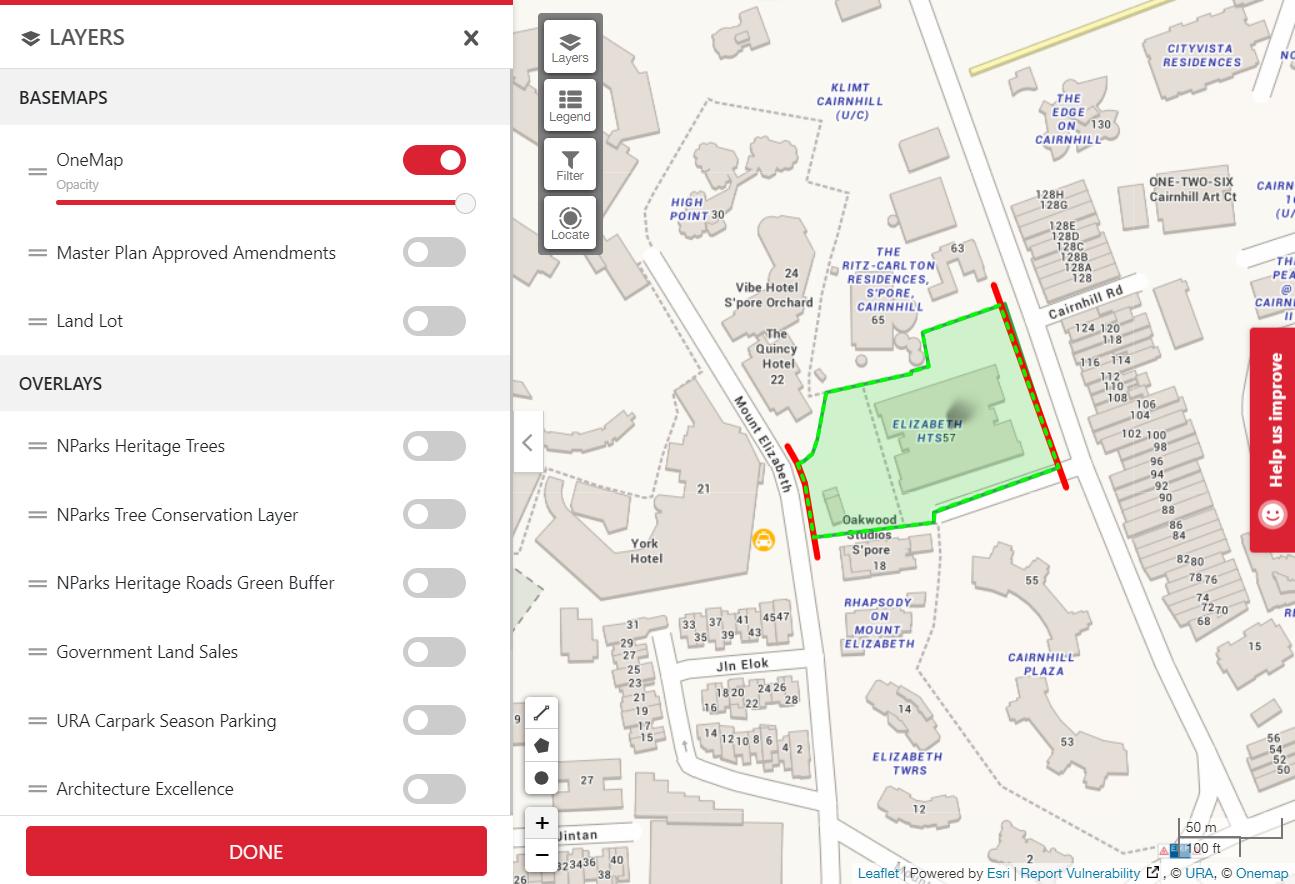 LAYERS
BASEMAPS
OneMap
Opacity
Master Plan Approved Amendments
Land Lot
OVERLAYS
NParks Heritage Trees
NParks Tree Conservation Layer
NParks Heritage Roads Green Buffer
Government Land Sales
URA Carpark Season Parking
Architecture Excellence
DONE
Layers
Legend
Filter
Locate
KLIMT
CAIRNHILL
(U/C)
CITYVISTA
RESIDENCES
THE
EDGE
ON
CAIRNHILL
130
ONE-TWO-SIX
Cairnhill Art Ct
HIGH
POINT 30
128H
128G
128E
128D
128C
128B
128A
128
THE
RITZ-CARLTON
RESIDENCES,
S'PORE,
CAIRNHILL
65
63
24
Vibe Hotel
S'pore Orchard
The
Quincy
Hotel
22
Cairnhill Rd
124 120
118
116 114
112
110
108
106
104
102 100
98
96
94
92
90
88
86
84
82 80
78 76
74
72 70
68
Mount Elizabeth
ELIZABETH
HTS57
21
York
Hotel
Oakwood
Studios
S'pore
18
RHAPSODY
ON
MOUNT
ELIZABETH
55
CAIRNHILL
PLAZA
53
15
31
29
27
25
23
21
19
17
15
33 37 41 45 47
35 39 43
Jln Elok
18 20 24 26
16 22 28
14 12 10 8 6 4 2
14
ELIZABETH
TWRS
12
27
Jintan
32 34 36 38 40
26
2
56
54
52
50
Help us improve
+
−
50 m
100 ft
Leaflet | Powered by Esri | Report Vulnerability , © URA, © Onemap